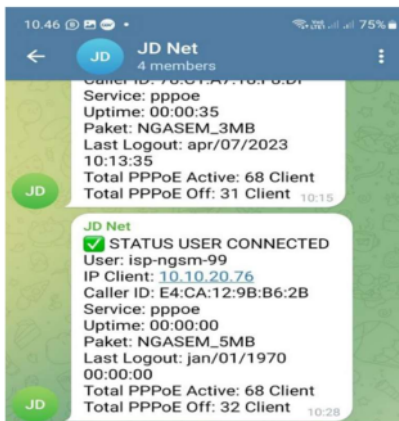 10.46
75%
JD
JD Net
4 members
Service: pppoe
Uptime: 00:00:35
Paket: NGASEM_3MB
Last Logout: apr/07/2023
10:13:35
Total PPPoE Active: 68 Client
Total PPPoE Off: 31 Client 10:15
JD
JD Net
✅ STATUS USER CONNECTED
User: isp-ngsm-99
IP Client: 10.10.20.76
Caller ID: E4:CA:12:9B:B6:2B
Service: pppoe
Uptime: 00:00:00
Paket: NGASEM_5MB
Last Logout: jan/01/1970
00:00:00
Total PPPoE Active: 68 Client
Total PPPoE Off: 32 Client 10:28
JD